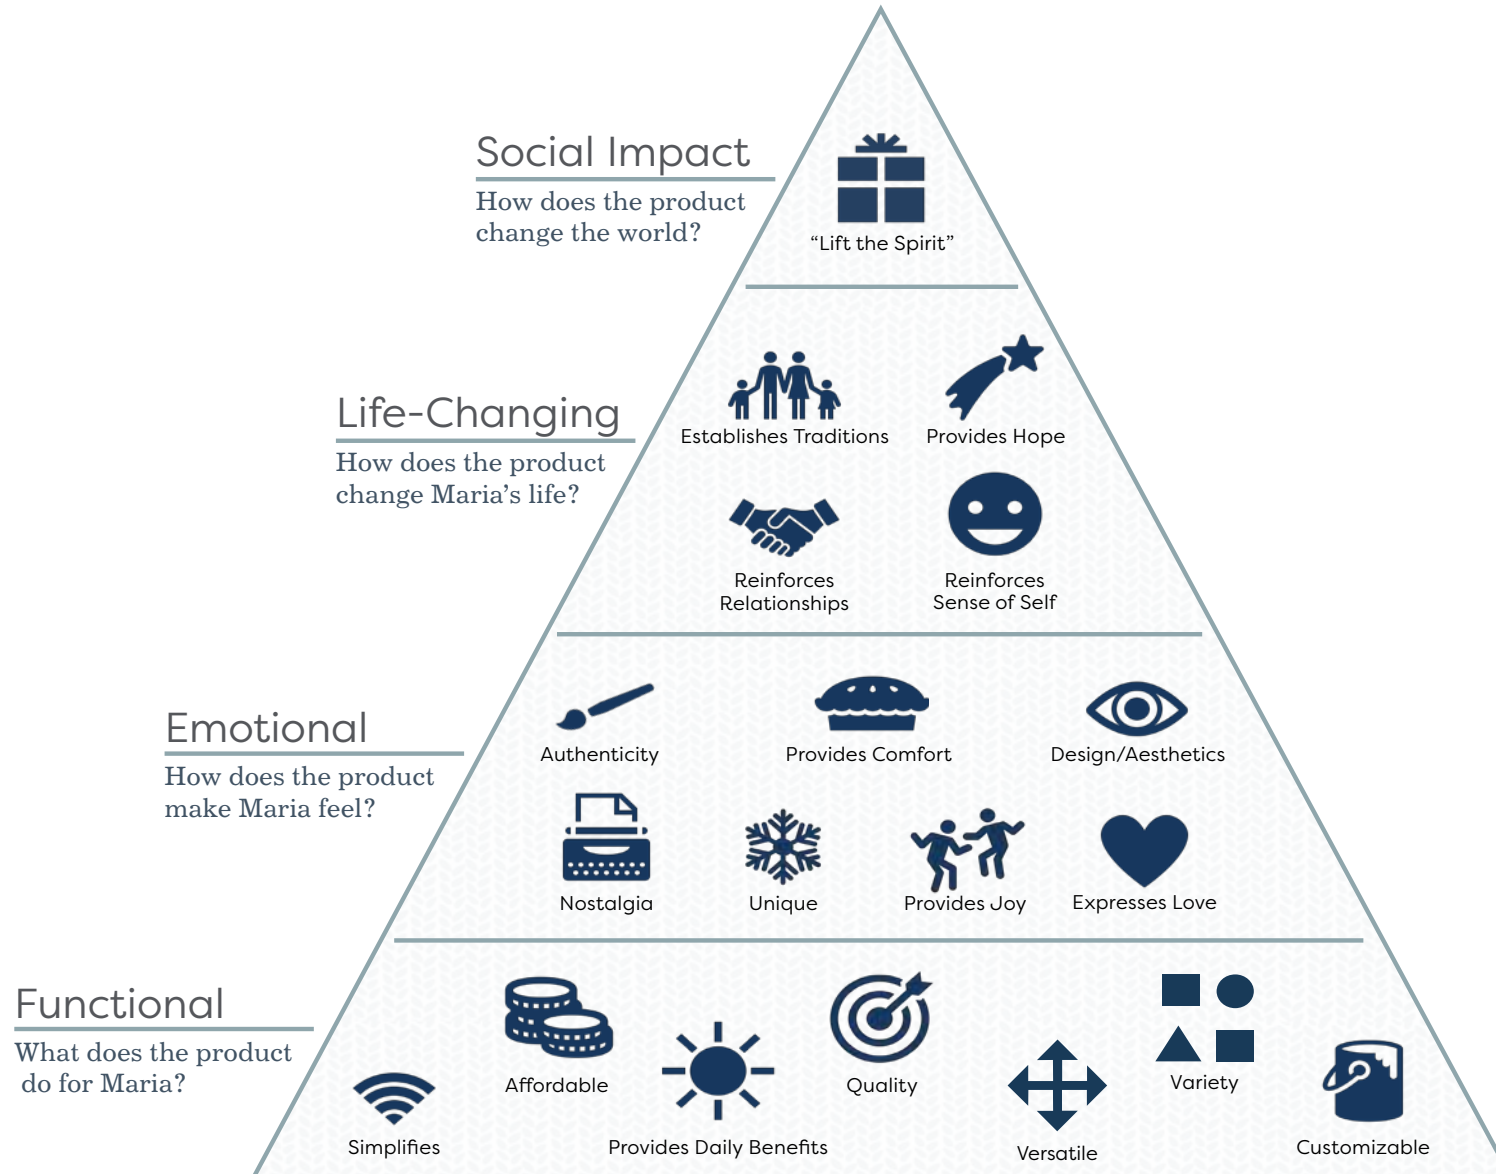 Social Impact
How does the product
change the world?
“Lift the Spirit”
Life-Changing
How does the product
change Maria’s life?
Establishes Traditions
Provides Hope
Reinforces
Relationships
Reinforces
Sense of Self
Emotional
How does the product
make Maria feel?
Authenticity
Provides Comfort
Design/Aesthetics
Nostalgia
Unique
Provides Joy
Expresses Love
Functional
What does the product
do for Maria?
Simplifies
Affordable
Provides Daily Benefits
Quality
Versatile
Variety
Customizable